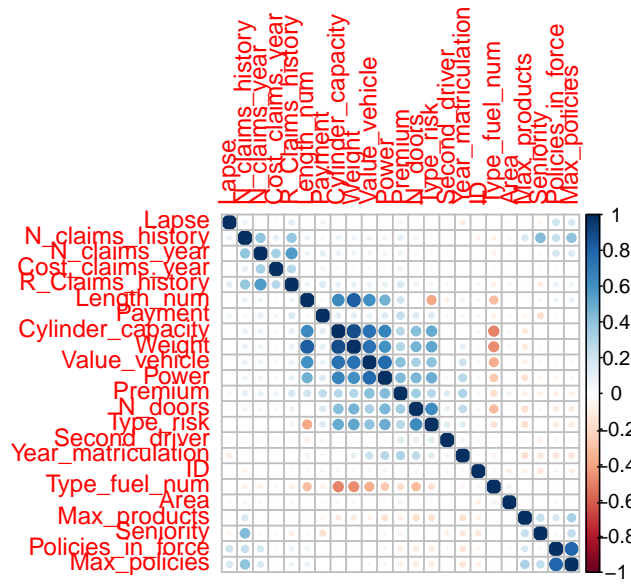 Lapse
N_claims_history
N_claims_year
Cost_claims_year
R_Claims_history
Length_num
Payment
Cylinder_capacity
Weight
Value_vehicle
Power
Premium
N_doors
Type_risk
Second_driver
Year_matriculation
ID
Type_fuel_num
Area
Max_products
Seniority
Policies_in_force
Max_policies
Lapse
N_claims_history
N_claims_year
Cost_claims_year
R_Claims_history
Length_num
Payment
Cylinder_capacity
Weight
Value_vehicle
Power
Premium
N_doors
Type_risk
Second_driver
Year_matriculation
ID
Type_fuel_num
Area
Max_products
Seniority
Policies_in_force
Max_policies
1
0.8
0.6
0.4
0.2
0
-0.2
-0.4
-0.6
-0.8
-1